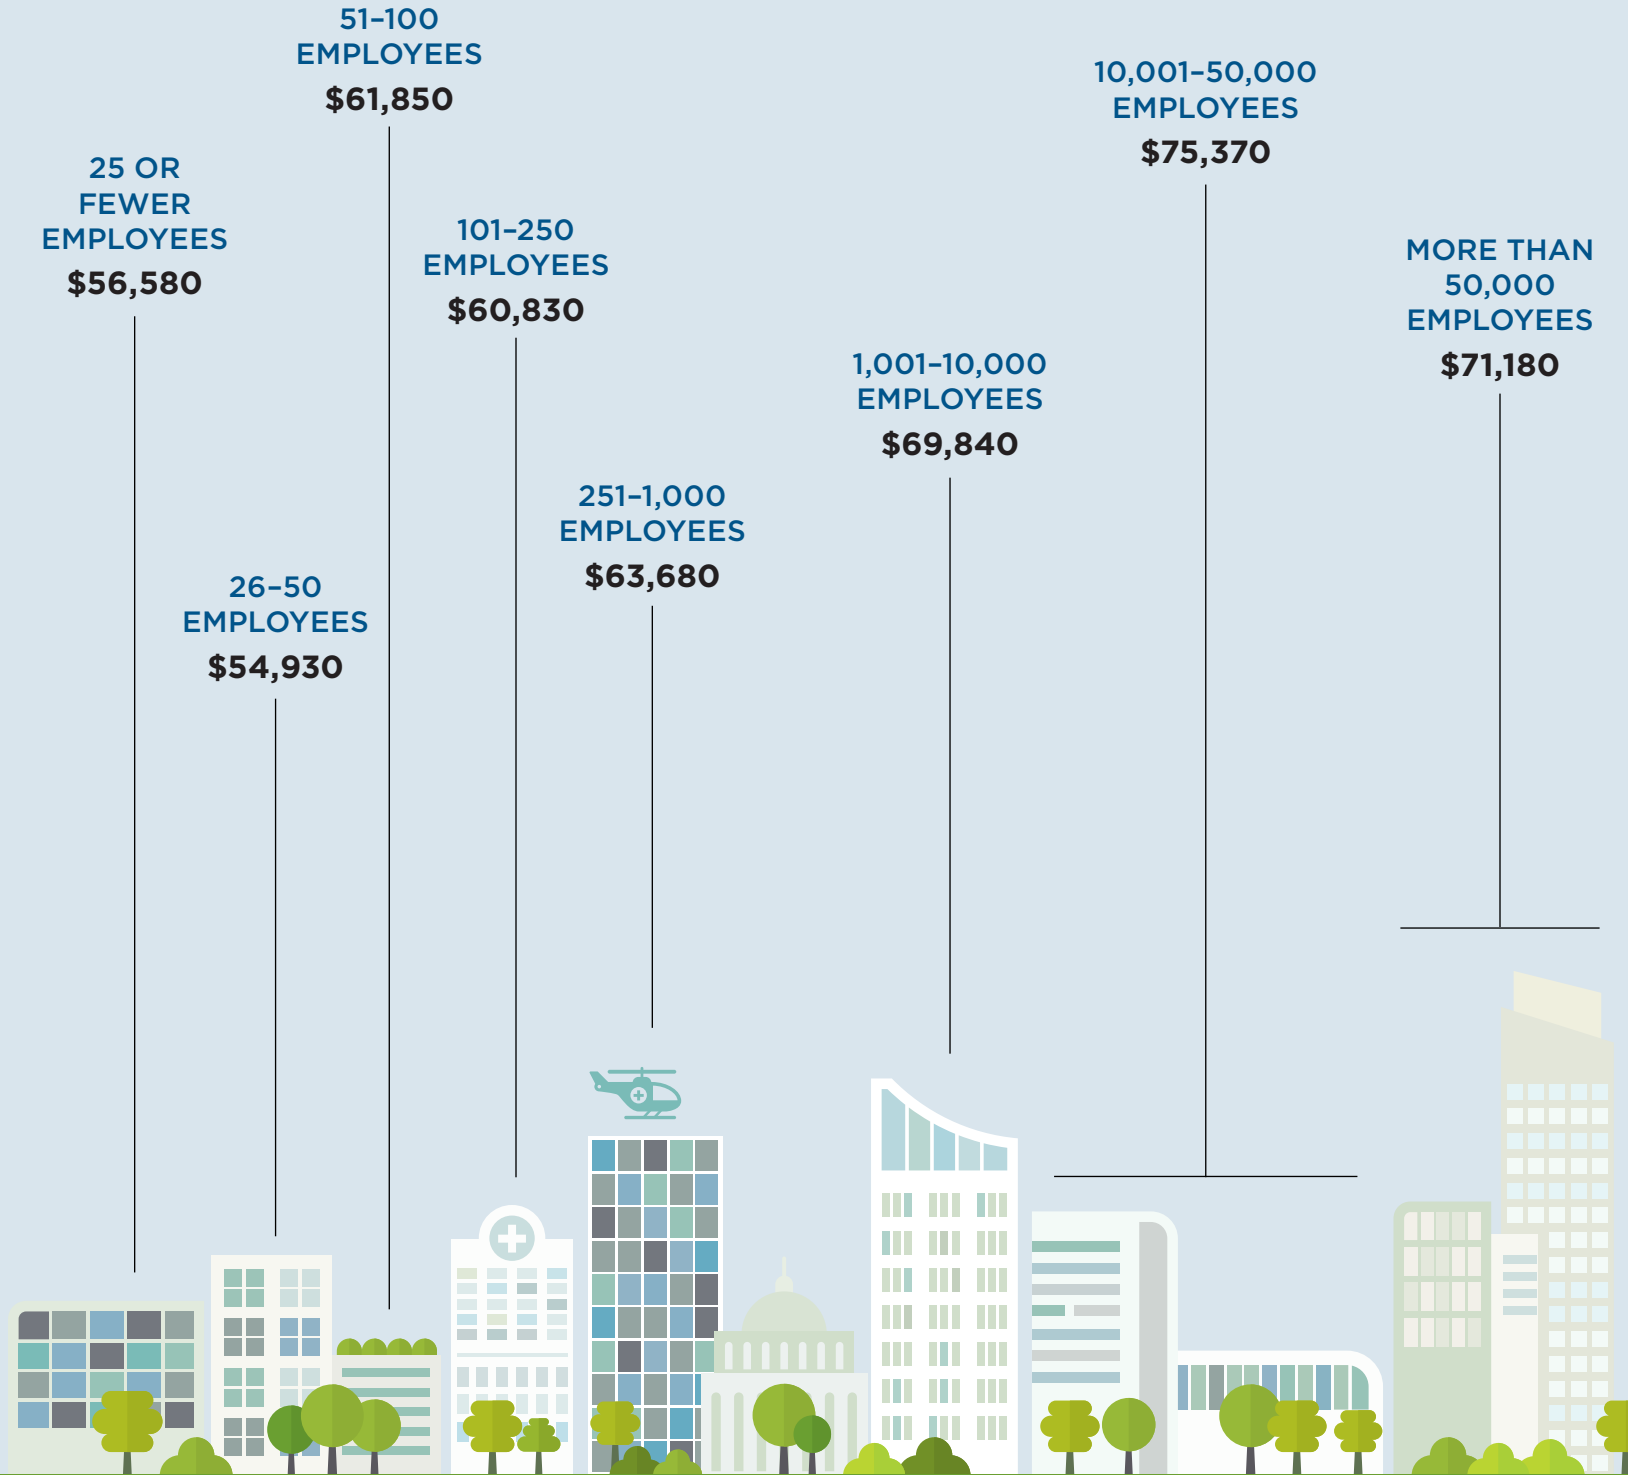 25 OR
FEWER
EMPLOYEES
$56,580
26–50
EMPLOYEES
$54,930
51–100
EMPLOYEES
$61,850
101–250
EMPLOYEES
$60,830
251–1,000
EMPLOYEES
$63,680
1,001–10,000
EMPLOYEES
$69,840
10,001–50,000
EMPLOYEES
$75,370
MORE THAN
50,000
EMPLOYEES
$71,180